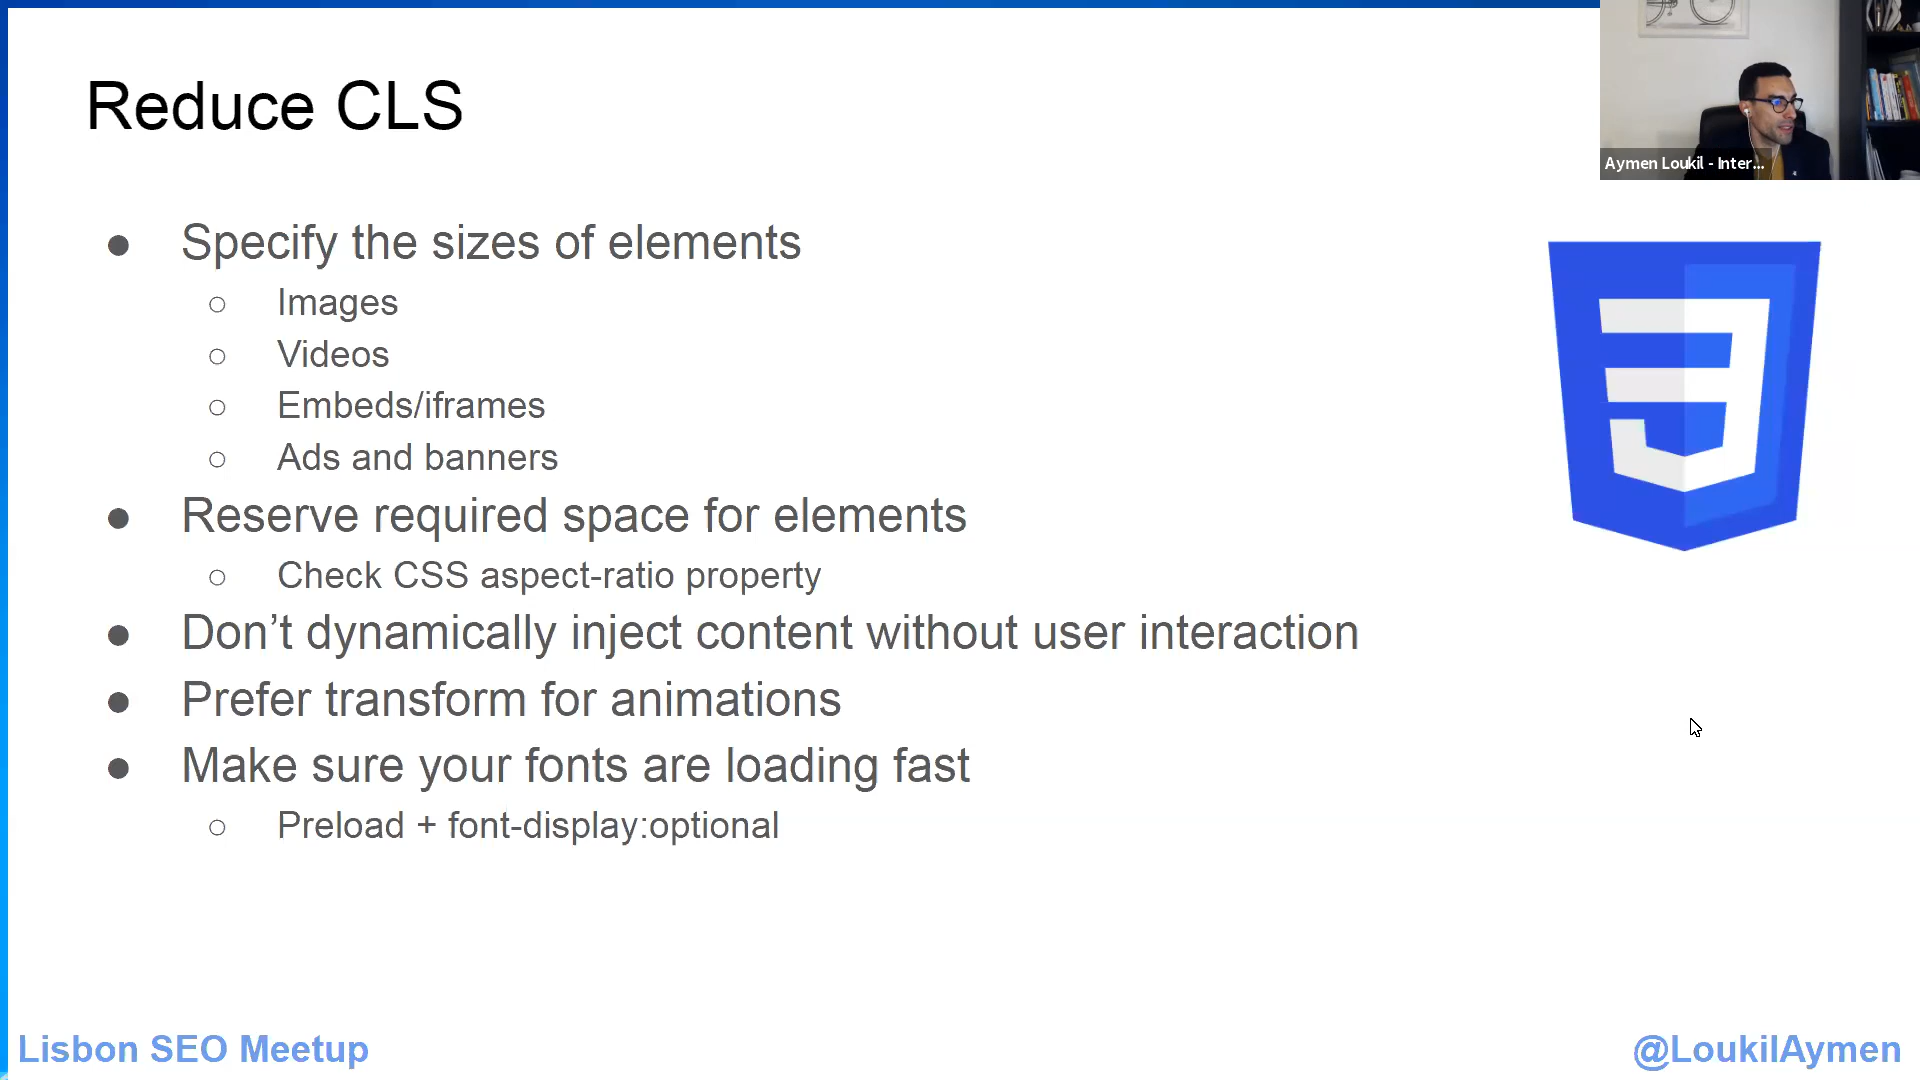 Reduce CLS
Aymen Loukil - Inter...
● Specify the sizes of elements
○ Images
○ Videos
○ Embeds/iframes
○ Ads and banners
● Reserve required space for elements
○ Check CSS aspect-ratio property
● Don’t dynamically inject content without user interaction
● Prefer transform for animations
● Make sure your fonts are loading fast
○ Preload + font-display:optional
Lisbon SEO Meetup
@LoukilAymen